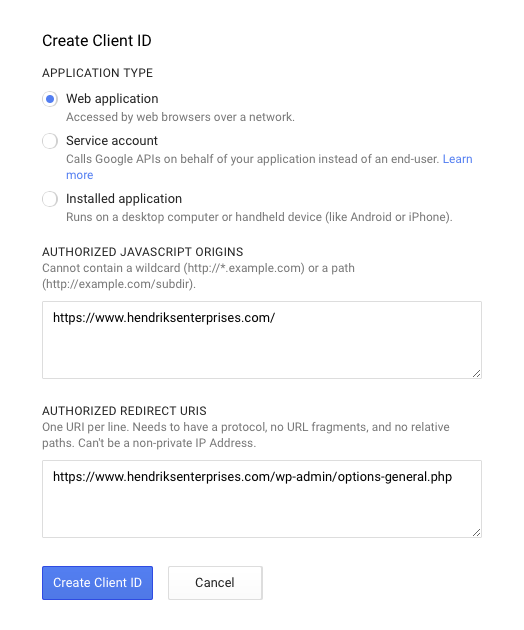 Create Client ID
APPLICATION TYPE
Web application
Accessed by web browsers over a network.
Service account
Calls Google APIs on behalf of your application instead of an end-user. Learn
more
Installed application
Runs on a desktop computer or handheld device (like Android or iPhone).
AUTHORIZED JAVASCRIPT ORIGINS
Cannot contain a wildcard (http://*.example.com) or a path
(http://example.com/subdir).
https://www.hendriksenterprises.com/
AUTHORIZED REDIRECT URIS
One URI per line. Needs to have a protocol, no URL fragments, and no relative
paths. Can't be a non-private IP Address.
https://www.hendriksenterprises.com/wp-admin/options-general.php
Create Client ID
Cancel